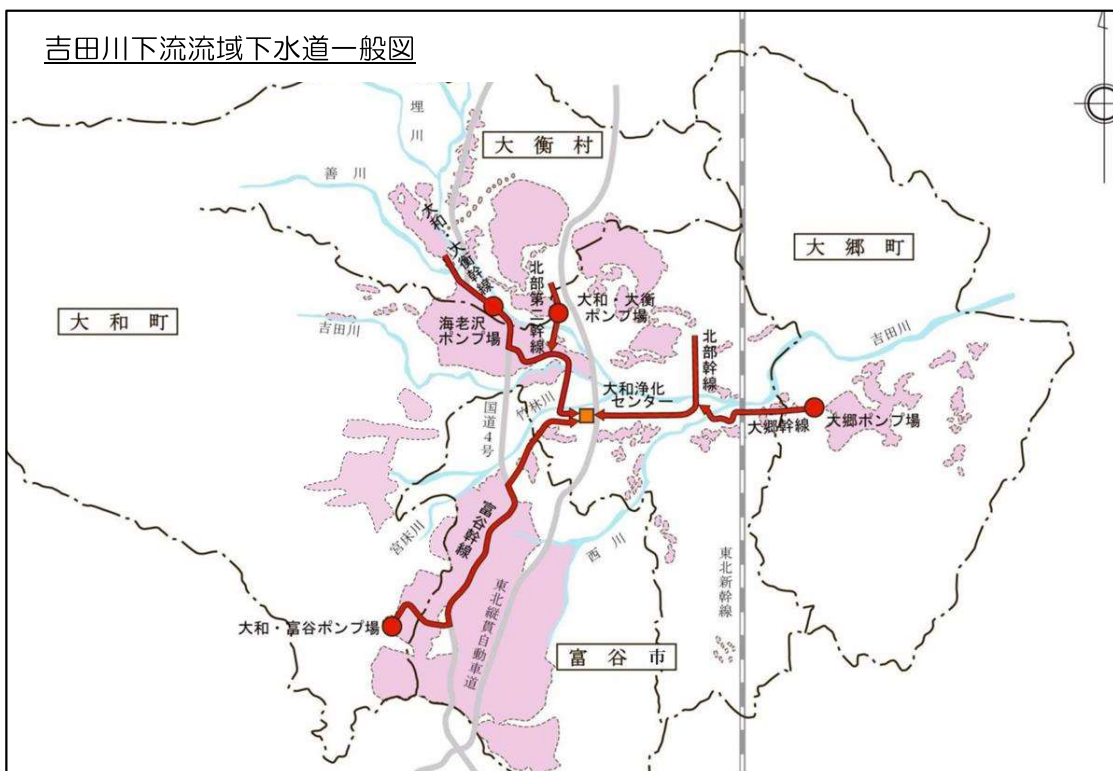 吉田川下流流域下水道一般図
埋川
大衡村
善川
大和・大衡幹線
大郷町
北部第二幹線
大和・大衡
ポンプ場
大和町
海老沢
ポンプ場
吉田川
吉田川
北部幹線
大和浄化
センター
竹林川
国道4号
大郷幹線
大郷ポンプ場
富谷幹線
宮床川
西川
東北新幹線
東北縦貫自動車道
大和・富谷ポンプ場
富谷市